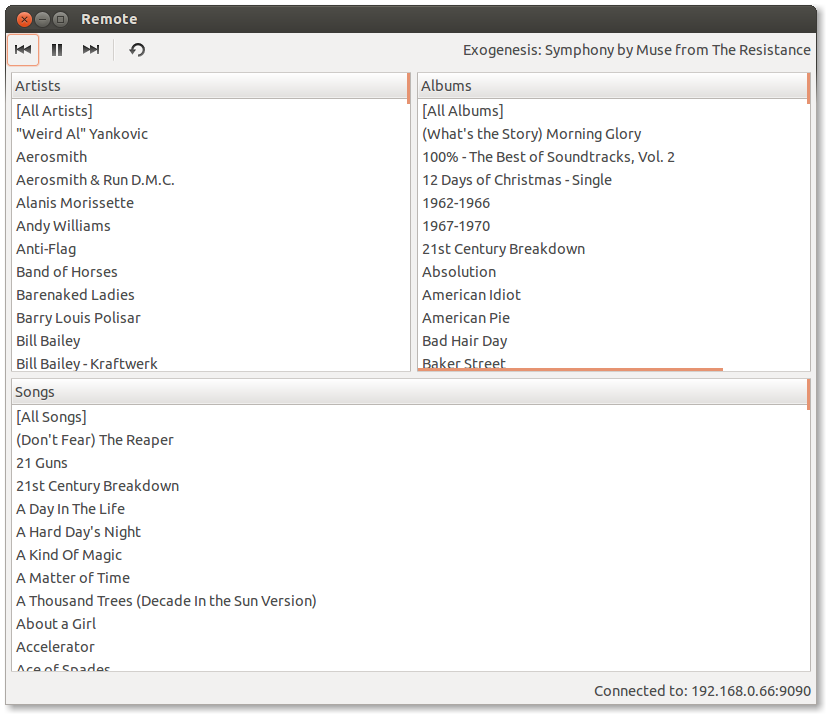 Remote
Exogenesis: Symphony by Muse from The Resistance
Artists
[All Artists]
"Weird Al" Yankovic
Aerosmith
Aerosmith & Run D.M.C.
Alanis Morissette
Andy Williams
Anti-Flag
Band of Horses
Barenaked Ladies
Barry Louis Polisar
Bill Bailey
Bill Bailey - Kraftwerk
Albums
[All Albums]
(What's the Story) Morning Glory
100% - The Best of Soundtracks, Vol. 2
12 Days of Christmas - Single
1962-1966
1967-1970
21st Century Breakdown
Absolution
American Idiot
American Pie
Bad Hair Day
Baker Street
Songs
[All Songs]
(Don't Fear) The Reaper
21 Guns
21st Century Breakdown
A Day In The Life
A Hard Day's Night
A Kind Of Magic
A Matter of Time
A Thousand Trees (Decade In the Sun Version)
About a Girl
Accelerator
Ace of Spades
Connected to: 192.168.0.66:9090